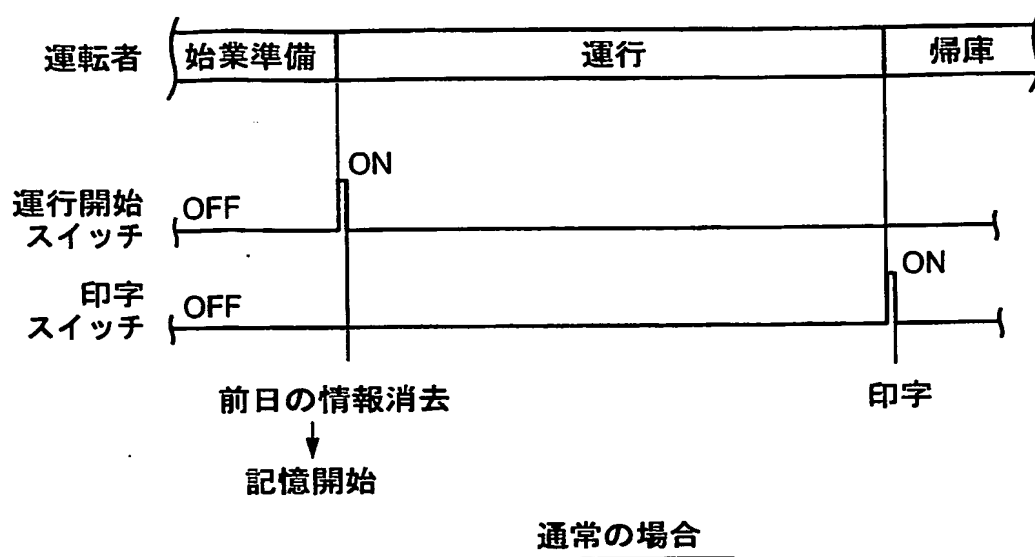 運転者 始業準備 運行 帰庫
ON
運行開始 OFF
スイッチ
ON
印字 OFF
スイッチ
前日の情報消去 印字
記憶開始
通常の場合